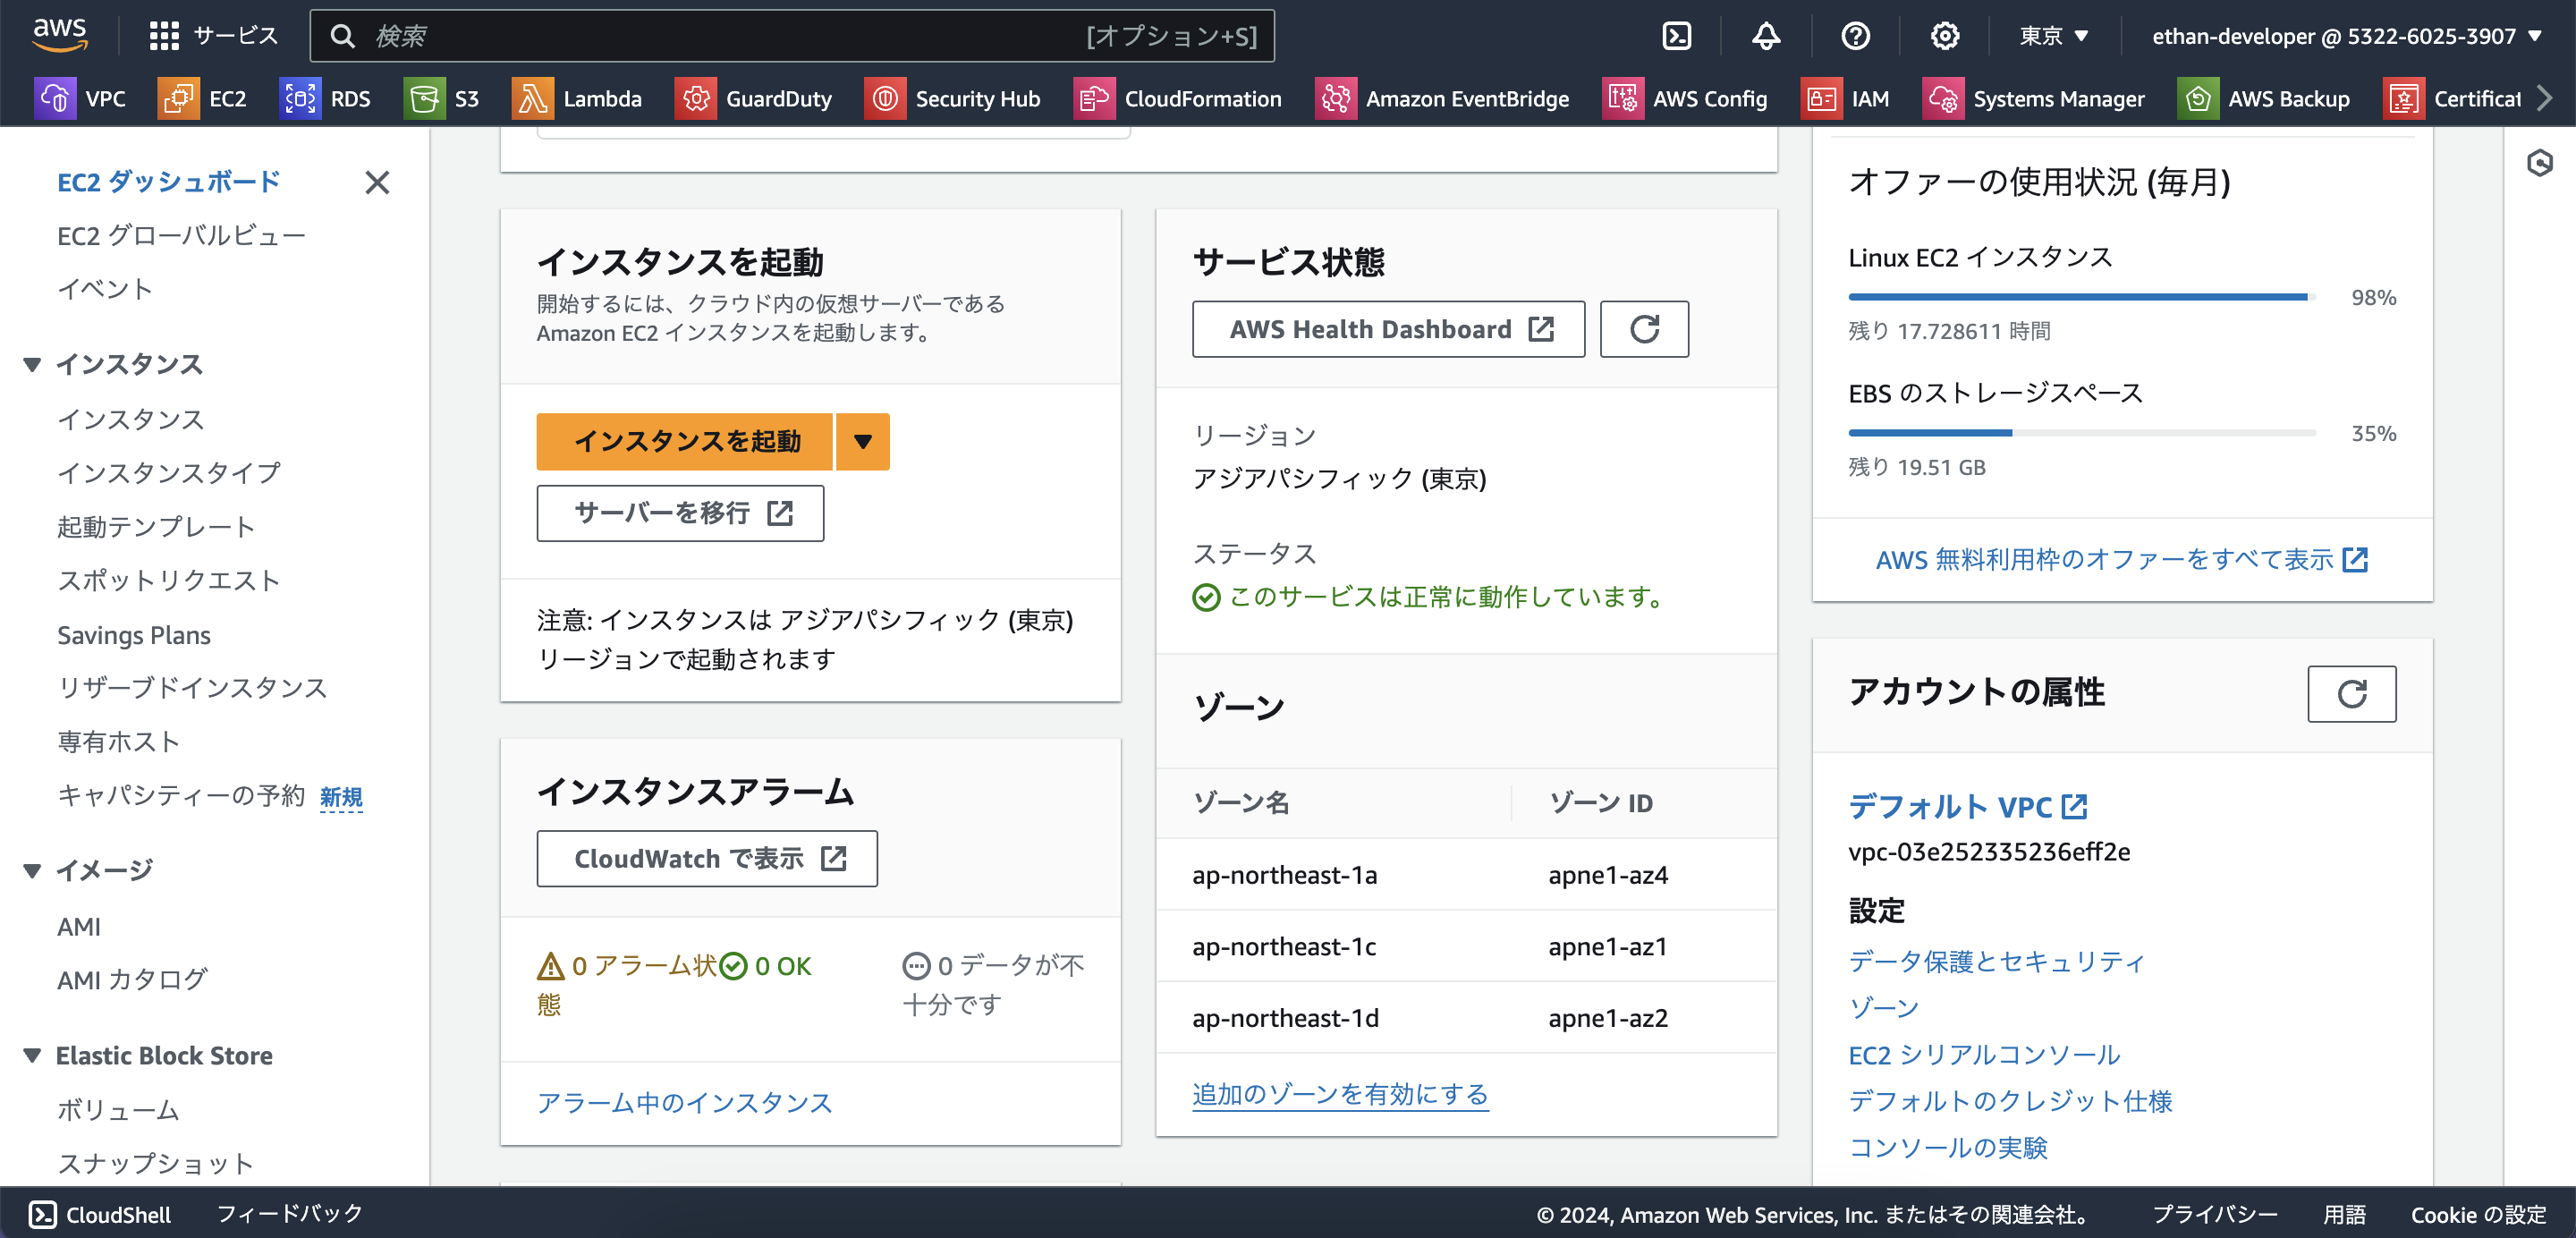 aws
サービス
検索
[オプション+S]
東京
ethan-developer @ 5322-6025-3907
VPC
EC2
RDS
S3
Lambda
GuardDuty
Security Hub
CloudFormation
Amazon EventBridge
AWS Config
IAM
Systems Manager
AWS Backup
Certificat
EC2 ダッシュボード
EC2 グローバルビュー
イベント
インスタンス
インスタンス
インスタンスタイプ
起動テンプレート
スポットリクエスト
Savings Plans
リザーブドインスタンス
専有ホスト
キャパシティーの予約 新規
イメージ
AMI
AMI カタログ
Elastic Block Store
ボリューム
スナップショット
インスタンスを起動
開始するには、クラウド内の仮想サーバーである
Amazon EC2 インスタンスを起動します。
インスタンスを起動
サーバーを移行
注意: インスタンスは アジアパシフィック (東京)
リージョンで起動されます
インスタンスアラーム
CloudWatch で表示
0 アラーム状
態
0 OK
0 データが不
十分です
アラーム中のインスタンス
サービス状態
AWS Health Dashboard
リージョン
アジアパシフィック (東京)
ステータス
このサービスは正常に動作しています。
ゾーン
ゾーン名
ゾーン ID
ap-northeast-1a
apne1-az4
ap-northeast-1c
apne1-az1
ap-northeast-1d
apne1-az2
追加のゾーンを有効にする
オファーの使用状況 (毎月)
Linux EC2 インスタンス
98%
残り 17.728611 時間
EBS のストレージスペース
35%
残り 19.51 GB
AWS 無料利用枠のオファーをすべて表示
アカウントの属性
デフォルト VPC
vpc-03e252335236eff2e
設定
データ保護とセキュリティ
ゾーン
EC2 シリアルコンソール
デフォルトのクレジット仕様
コンソールの実験
CloudShell
フィードバック
© 2024, Amazon Web Services, Inc. またはその関連会社。
プライバシー
用語
Cookie の設定